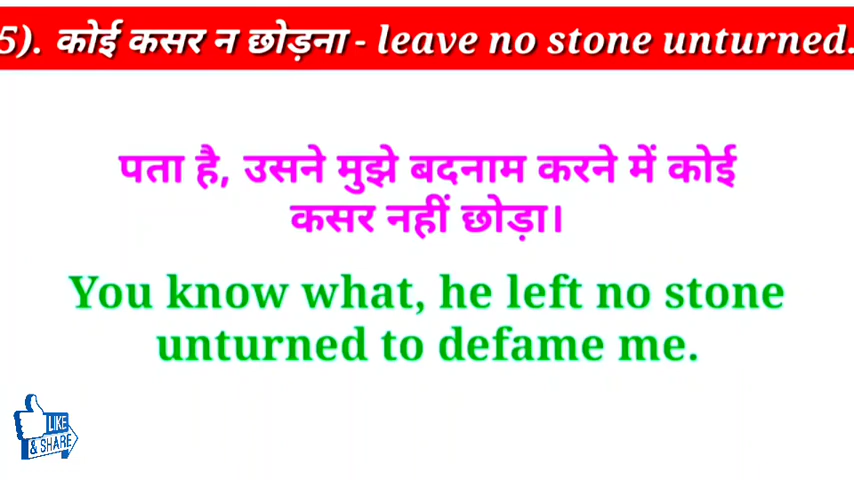 5). कोई कसर न छोड़ना - leave no stone unturned.
पता है, उसने मुझे बदनाम करने में कोई
कसर नहीं छोड़ा।
You know what, he left no stone
unturned to defame me.
LIKE
& SHARE